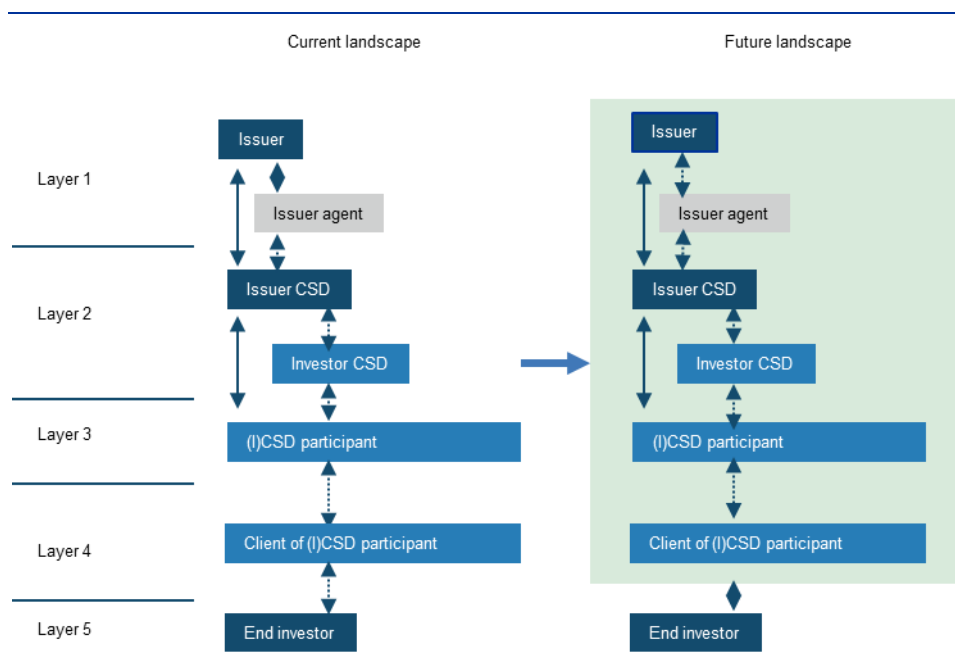 Current landscape
Future landscape
Layer 1
Issuer
Issuer agent
Issuer
Issuer agent
Layer 2
Issuer CSD
Investor CSD
Issuer CSD
Investor CSD
Layer 3
(I)CSD participant
(I)CSD participant
Layer 4
Client of (I)CSD participant
Client of (I)CSD participant
Layer 5
End investor
End investor